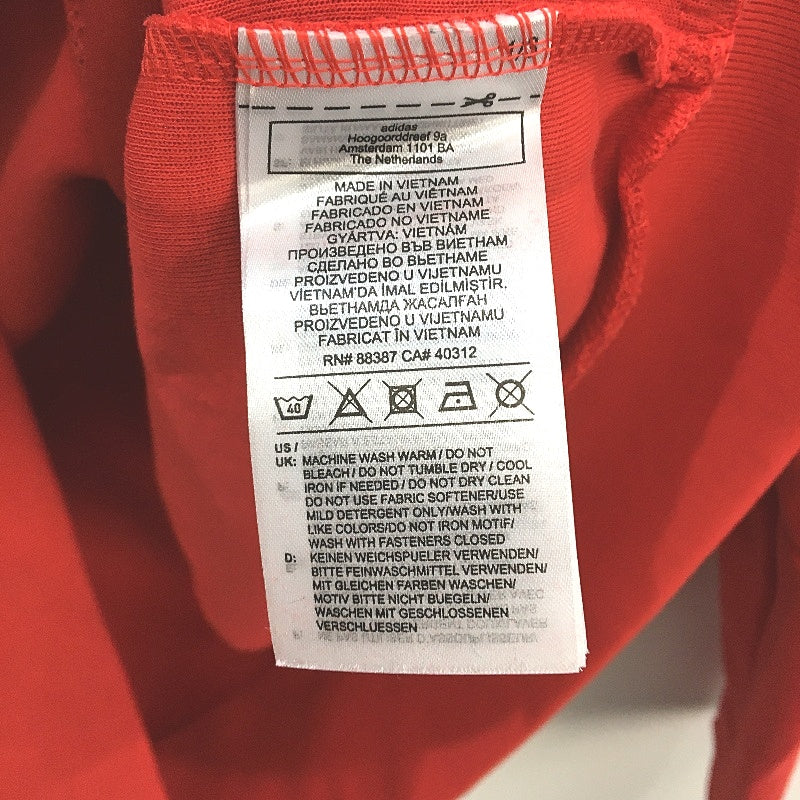 1/3
adidas
Hoogoorddreef 9a
Amsterdam 1101 BA
The Netherlands
MADE IN VIETNAM
FABRIQUÉ AU VIÊTNAM
FABRICADO EN VIETNAM
FABRICADO NO VIETNAME
GYÁRTVA: VIETNÁM
ПРОИЗВЕДЕНО ВЪВ ВИЕТНАМ
СДЕЛАНО ВО ВЬЕТНАМЕ
PROIZVEDENO U VIJETNAMU
VİETNAM'DA İMAL EDİLMİŞTİR.
ВЬЕТНАМДА ЖАСАЛҒАН
PROIZVEDENO U VIJETNAMU
FABRICAT ÎN VIETNAM
RN# 88387 CA# 40312
40
US /
UK: MACHINE WASH WARM / DO NOT
BLEACH / DO NOT TUMBLE DRY / COOL
IRON IF NEEDED / DO NOT DRY CLEAN
DO NOT USE FABRIC SOFTENER/USE
MILD DETERGENT ONLY/WASH WITH
LIKE COLORS/DO NOT IRON MOTIF/
WASH WITH FASTENERS CLOSED
D: KEINEN WEICHSPUELER VERWENDEN/
BITTE FEINWASCHMITTEL VERWENDEN/
MIT GLEICHEN FARBEN WASCHEN/
MOTIV BITTE NICHT BUEGELN/
WASCHEN MIT GESCHLOSSENEN
VERSCHLUESSEN